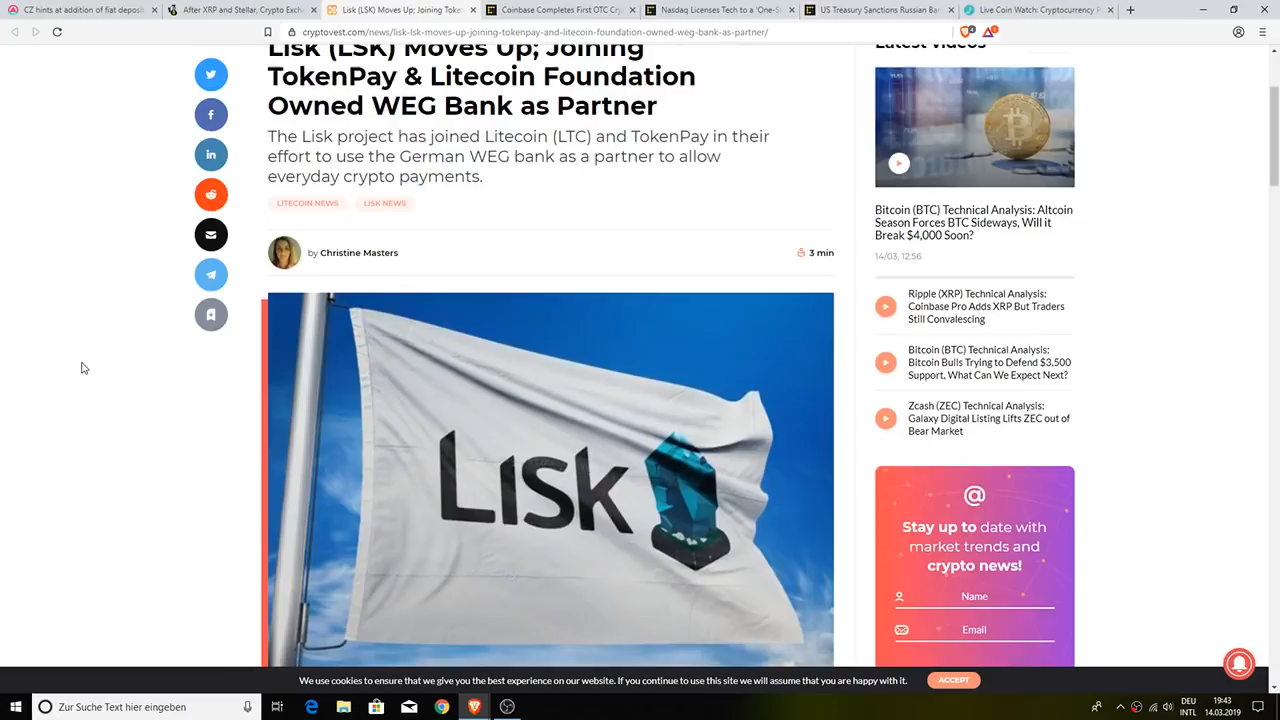 CZ hints at addition of fiat deposit
After XRP and Stellar, Crypto Exch
Lisk (LSK) Moves Up; Joining Token
Coinbase Completes First OTC Cry
Nasdaq Licenses Tech to a 'One-S
US Treasury Sanctions Russian Ba
Live Coin Watch: Cryptocurrency P
cryptovest.com/news/lisk-lsk-moves-up-joining-tokenpay-and-litecoin-foundation-owned-weg-bank-as-partner/
Lisk (LSK) Moves Up; Joining
TokenPay & Litecoin Foundation
Owned WEG Bank as Partner
The Lisk project has joined Litecoin (LTC) and TokenPay in their
effort to use the German WEG bank as a partner to allow
everyday crypto payments.
LITECOIN NEWS
LISK NEWS
by Christine Masters
3 min
Lisk
Latest videos
Bitcoin (BTC) Technical Analysis: Altcoin
Season Forces BTC Sideways, Will it
Break $4,000 Soon?
14/03, 12:56
Ripple (XRP) Technical Analysis:
Coinbase Pro Adds XRP But Traders
Still Convalescing
Bitcoin (BTC) Technical Analysis:
Bitcoin Bulls Trying to Defend $3,500
Support, What Can We Expect Next?
Zcash (ZEC) Technical Analysis:
Galaxy Digital Listing Lifts ZEC out of
Bear Market
@
Stay up to date with
market trends and
crypto news!
Name
Email
We use cookies to ensure that we give you the best experience on our website. If you continue to use this site we will assume that you are happy with it.
ACCEPT
Zur Suche Text hier eingeben
DEU
INTL
19:43
14.03.2019